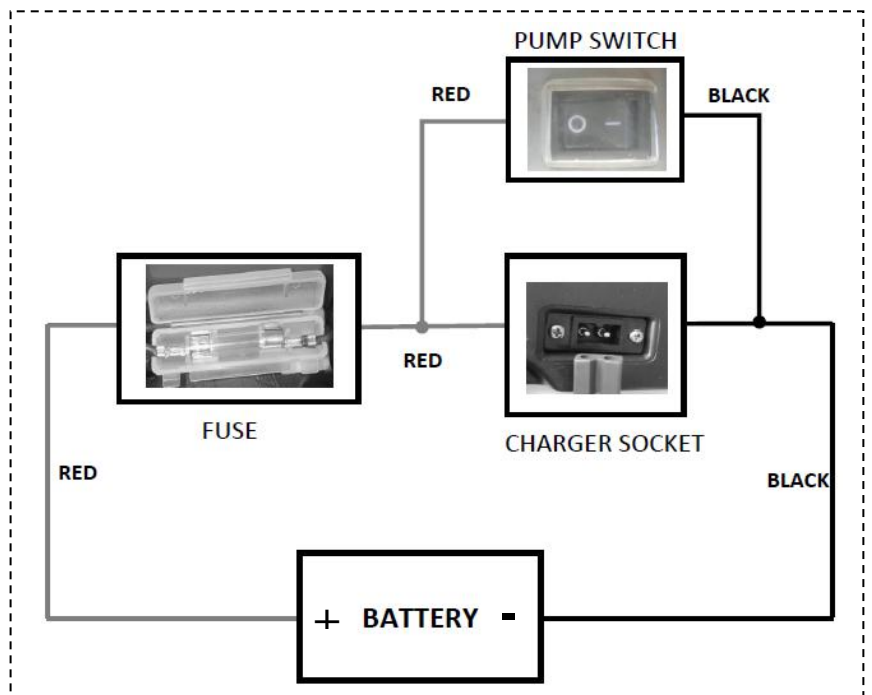 PUMP SWITCH
RED
BLACK
FUSE
RED
CHARGER SOCKET
RED
BLACK
+ BATTERY -